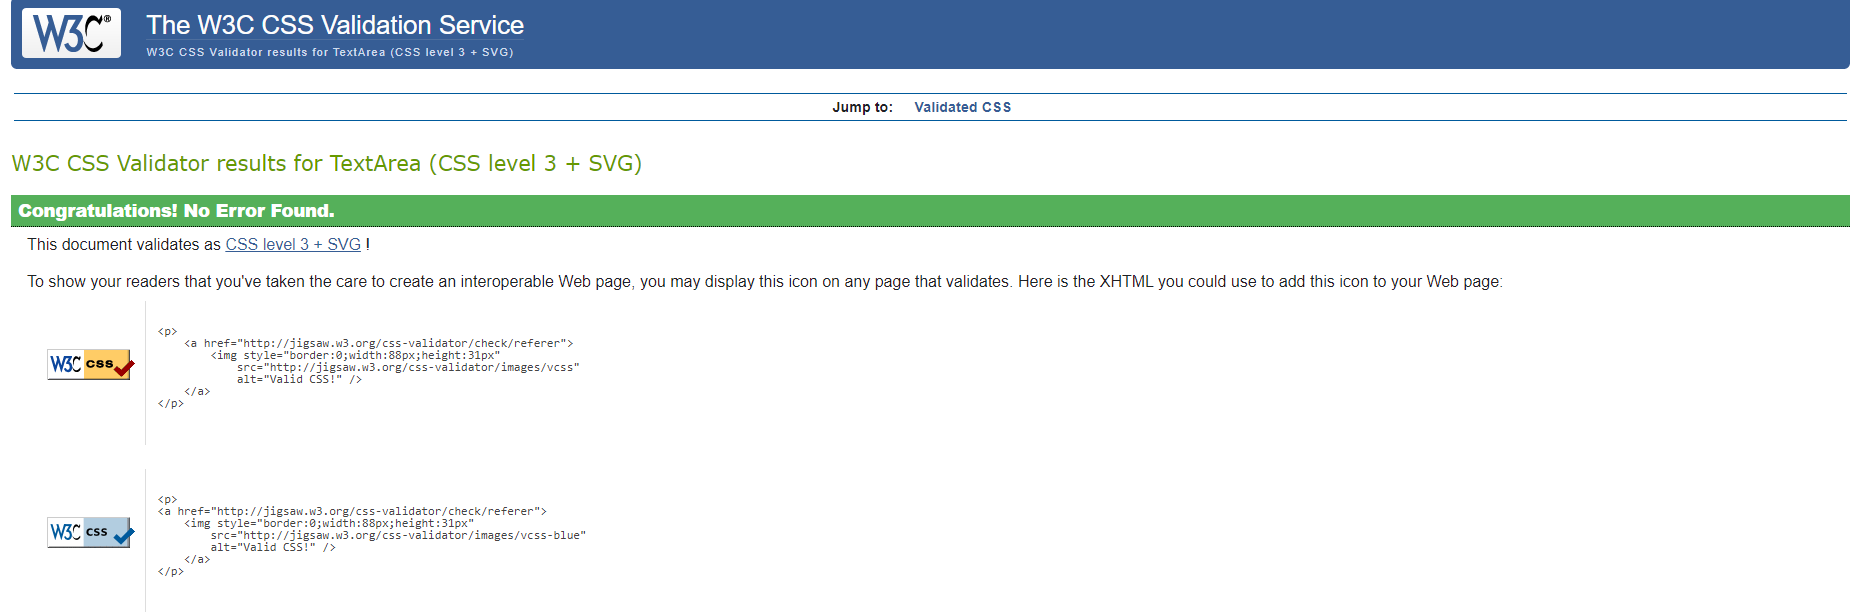 W3C®
The W3C CSS Validation Service
W3C CSS Validator results for TextArea (CSS level 3 + SVG)
Jump to: Validated CSS
W3C CSS Validator results for TextArea (CSS level 3 + SVG)
Congratulations! No Error Found.
This document validates as CSS level 3 + SVG !
To show your readers that you've taken the care to create an interoperable Web page, you may display this icon on any page that validates. Here is the XHTML you could use to add this icon to your Web page:
W3C css
<p>
<a href="http://jigsaw.w3.org/css-validator/check/referer">
<img style="border:0;width:88px;height:31px"
src="http://jigsaw.w3.org/css-validator/images/vcss"
alt="Valid CSS!" />
</a>
</p>
W3C css
<p>
<a href="http://jigsaw.w3.org/css-validator/check/referer">
<img style="border:0;width:88px;height:31px"
src="http://jigsaw.w3.org/css-validator/images/vcss-blue"
alt="Valid CSS!" />
</a>
</p>